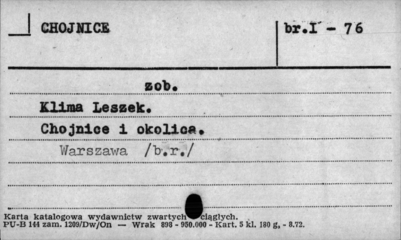 CHOJNICE
br.I - 76
zob.
Klima Leszek.
Chojnice i okolica.
Warszawa /b.r./
Karta katalogowa wydawnictw zwartych ciągłych.
PU-B 144 zam. 1209/Dw/On — Wrak 898 - 950.000 - Kart. 5 kl. 180 g, - 8.72.